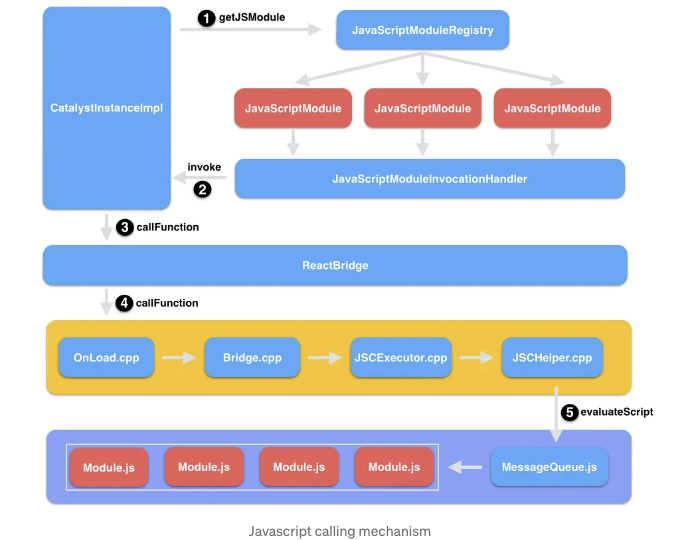 1 getJSModule
JavaScriptModuleRegistry
CatalystInstanceImpl
JavaScriptModule JavaScriptModule JavaScriptModule
invoke
2
JavaScriptModuleInvocationHandler
3 callFunction
ReactBridge
4 callFunction
OnLoad.cpp Bridge.cpp JSCExecutor.cpp JSCHelper.cpp
5 evaluateScript
Module.js Module.js Module.js Module.js MessageQueue.js
Javascript calling mechanism